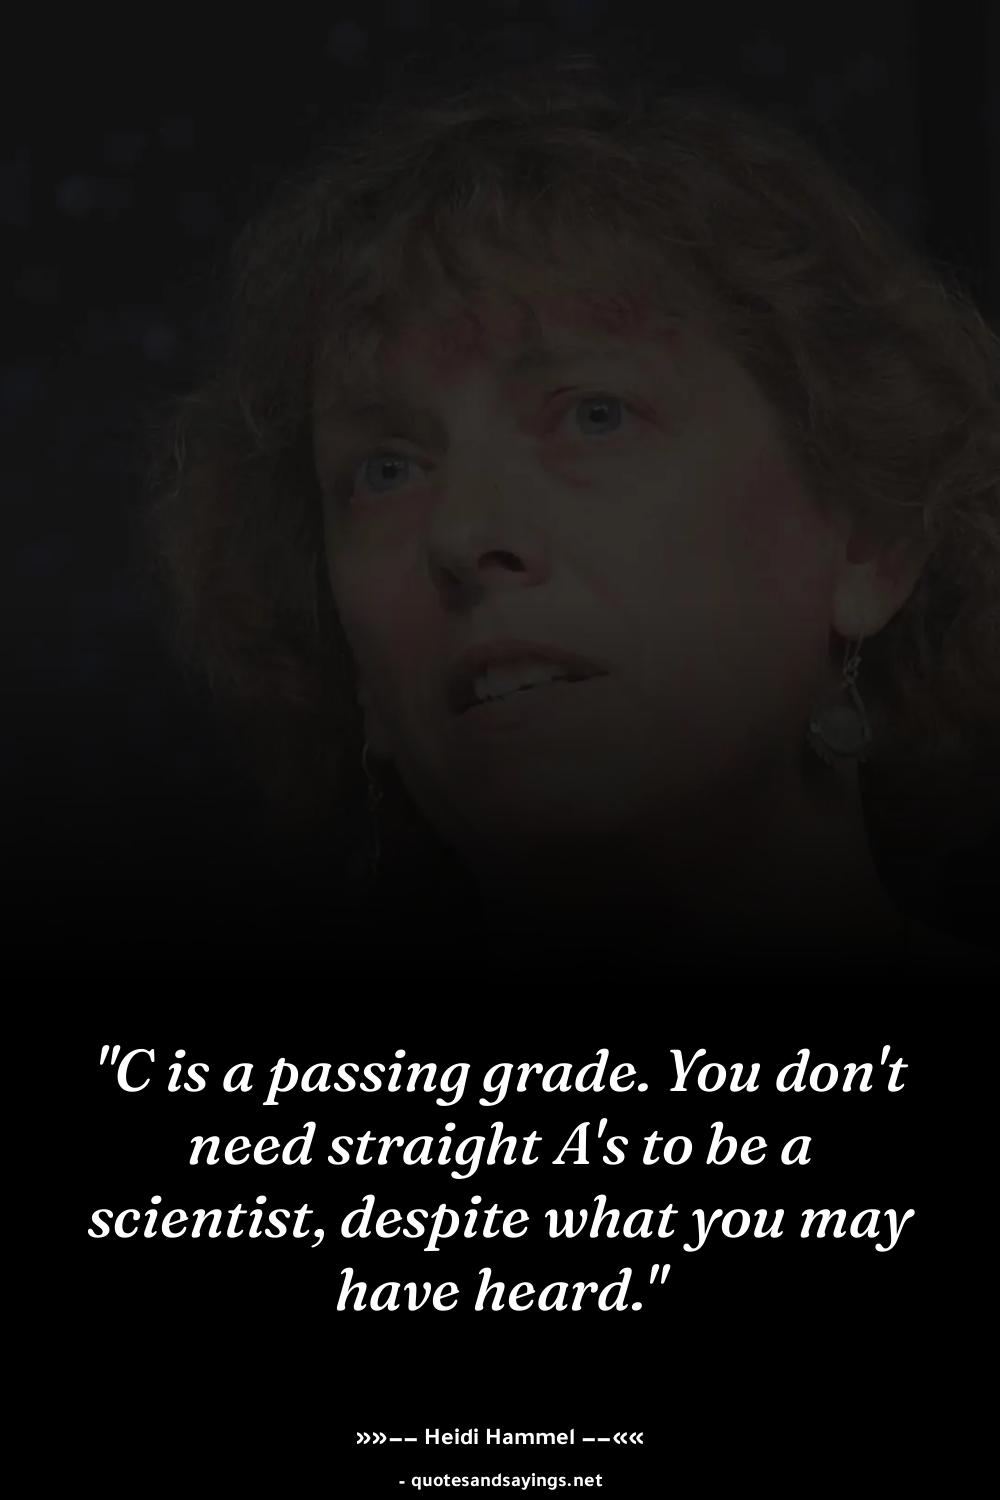 "C is a passing grade. You don't
need straight A's to be a
scientist, despite what you may
have heard."
»»−− Heidi Hammel −−««
- quotesandsayings.net